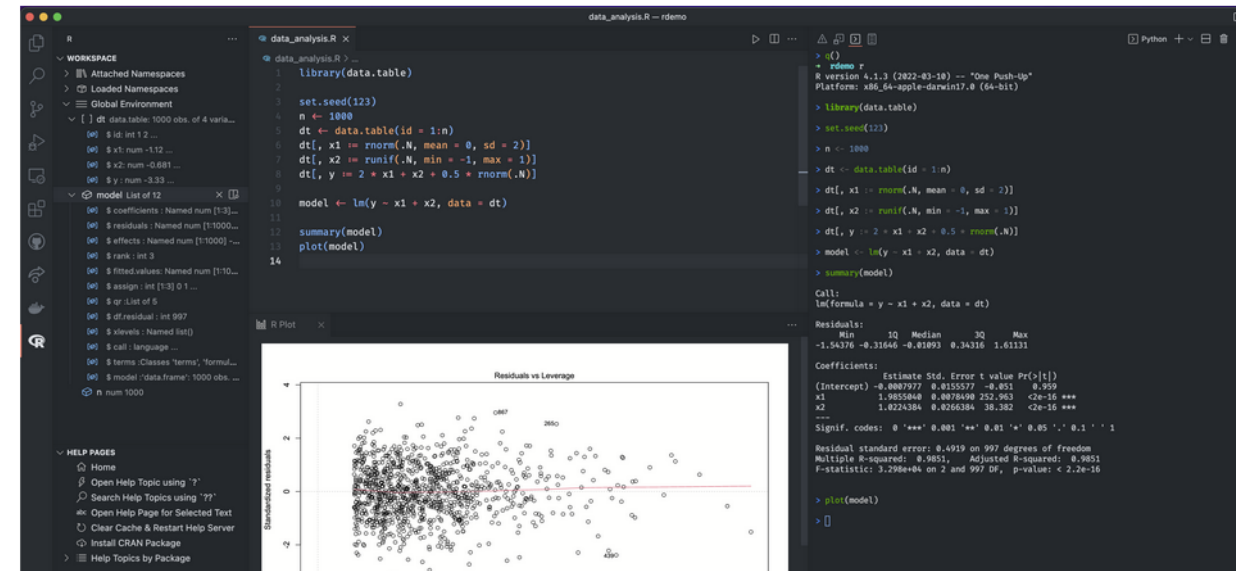 data_analysis.R — rdemo
R
...
WORKSPACE
Attached Namespaces
Loaded Namespaces
Global Environment
[ ] dt data.table: 1000 obs. of 4 varia...
$ id: int 1 2 ...
$ x1: num -1.12 ...
$ x2: num -0.681 ...
$ y : num -3.33 ...
model List of 12
$ coefficients : Named num [1:3]...
$ residuals : Named num [1:1000...
$ effects : Named num [1:1000] -...
$ rank : int 3
$ fitted.values: Named num [1:10...
$ assign : int [1:3] 0 1 ...
$ qr :List of 5
$ df.residual : int 997
$ xlevels : Named list()
$ call : language ...
$ terms :Classes 'terms', 'formul...
$ model :'data.frame': 1000 obs. ...
n num 1000
HELP PAGES
Home
Open Help Topic using `?`
Search Help Topics using `??`
abc Open Help Page for Selected Text
Clear Cache & Restart Help Server
Install CRAN Package
Help Topics by Package
data_analysis.R ×
data_analysis.R > ...
1 library(data.table)
2
3 set.seed(123)
4 n ← 1000
5 dt ← data.table(id = 1:n)
6 dt[, x1 := rnorm(.N, mean = 0, sd = 2)]
7 dt[, x2 := runif(.N, min = -1, max = 1)]
8 dt[, y := 2 * x1 + x2 + 0.5 * rnorm(.N)]
9
10 model ← lm(y ~ x1 + x2, data = dt)
11
12 summary(model)
13 plot(model)
14
R Plot ×
...
Residuals vs Leverage
Standardized residuals
4
2
0
-2
867
265
439
Python
> q()
→ rdemo r
R version 4.1.3 (2022-03-10) -- "One Push-Up"
Platform: x86_64-apple-darwin17.0 (64-bit)
> library(data.table)
> set.seed(123)
> n <- 1000
> dt <- data.table(id = 1:n)
> dt[, x1 := rnorm(.N, mean = 0, sd = 2)]
> dt[, x2 := runif(.N, min = -1, max = 1)]
> dt[, y := 2 * x1 + x2 + 0.5 * rnorm(.N)]
> model <- lm(y ~ x1 + x2, data = dt)
> summary(model)
Call:
lm(formula = y ~ x1 + x2, data = dt)
Residuals:
Min 1Q Median 3Q Max
-1.54376 -0.31646 -0.01093 0.34316 1.61131
Coefficients:
Estimate Std. Error t value Pr(>|t|)
(Intercept) -0.0007977 0.0155577 -0.051 0.959
x1 1.9855040 0.0078490 252.963 <2e-16 ***
x2 1.0224384 0.0266384 38.382 <2e-16 ***
---
Signif. codes: 0 '***' 0.001 '**' 0.01 '*' 0.05 '.' 0.1 ' ' 1
Residual standard error: 0.4919 on 997 degrees of freedom
Multiple R-squared: 0.9851, Adjusted R-squared: 0.9851
F-statistic: 3.298e+04 on 2 and 997 DF, p-value: < 2.2e-16
> plot(model)
>